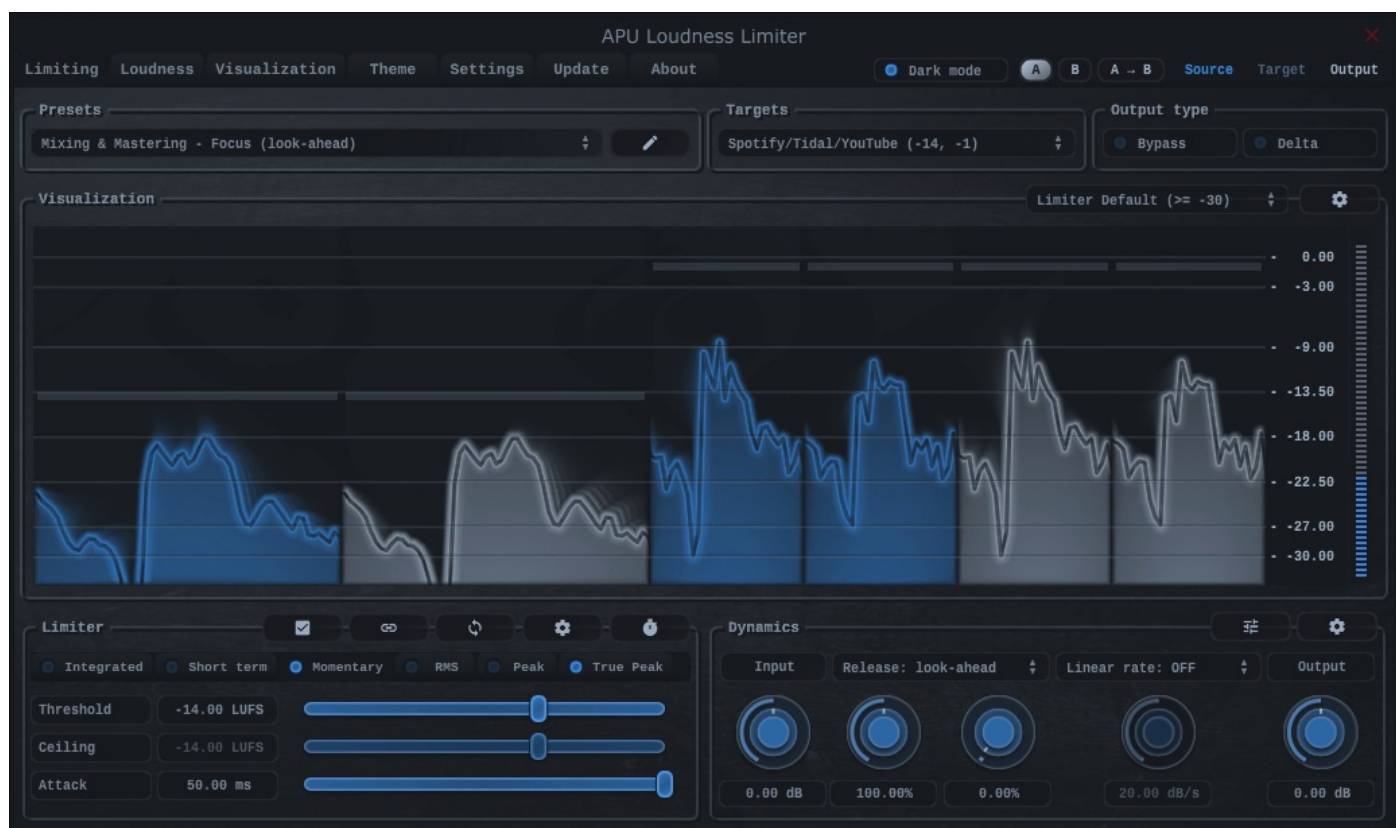 APU Loudness Limiter
Limiting Loudness Visualization Theme Settings Update About Dark mode A B A → B Source Target Output
Presets Targets Output type
Mixing & Mastering - Focus (look-ahead) Spotify/Tidal/YouTube (-14, -1) Bypass Delta
Visualization Limiter Default (>= -30)
- 0.00
- -3.00
- -9.00
- -13.50
- -18.00
- -22.50
- -27.00
- -30.00
Limiter Dynamics
Integrated Short term Momentary RMS Peak True Peak Input Release: look-ahead Linear rate: OFF Output
Threshold -14.00 LUFS
Ceiling -14.00 LUFS
Attack 50.00 ms 0.00 dB 100.00% 0.00% 20.00 dB/s 0.00 dB